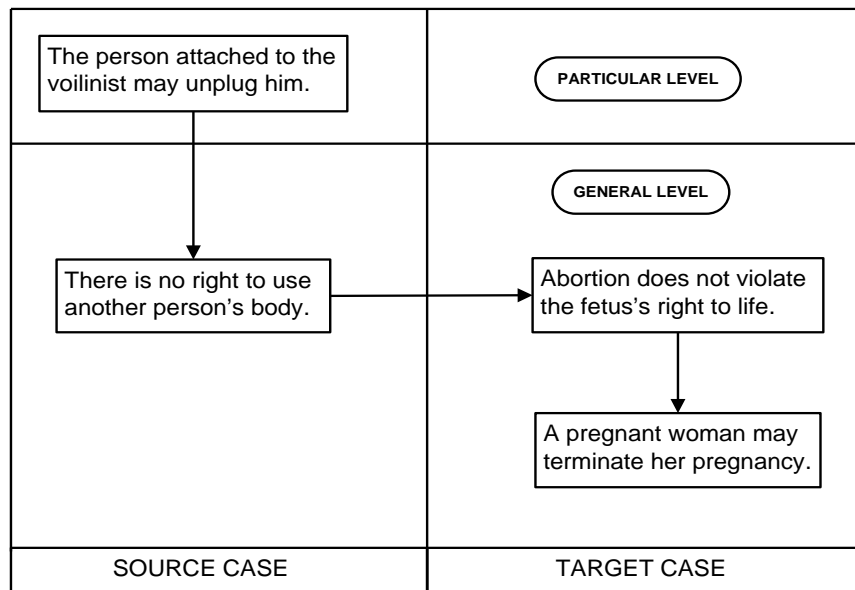 The person attached to the
voilinist may unplug him.
PARTICULAR LEVEL
GENERAL LEVEL
There is no right to use
another person's body.
Abortion does not violate
the fetus's right to life.
A pregnant woman may
terminate her pregnancy.
SOURCE CASE
TARGET CASE